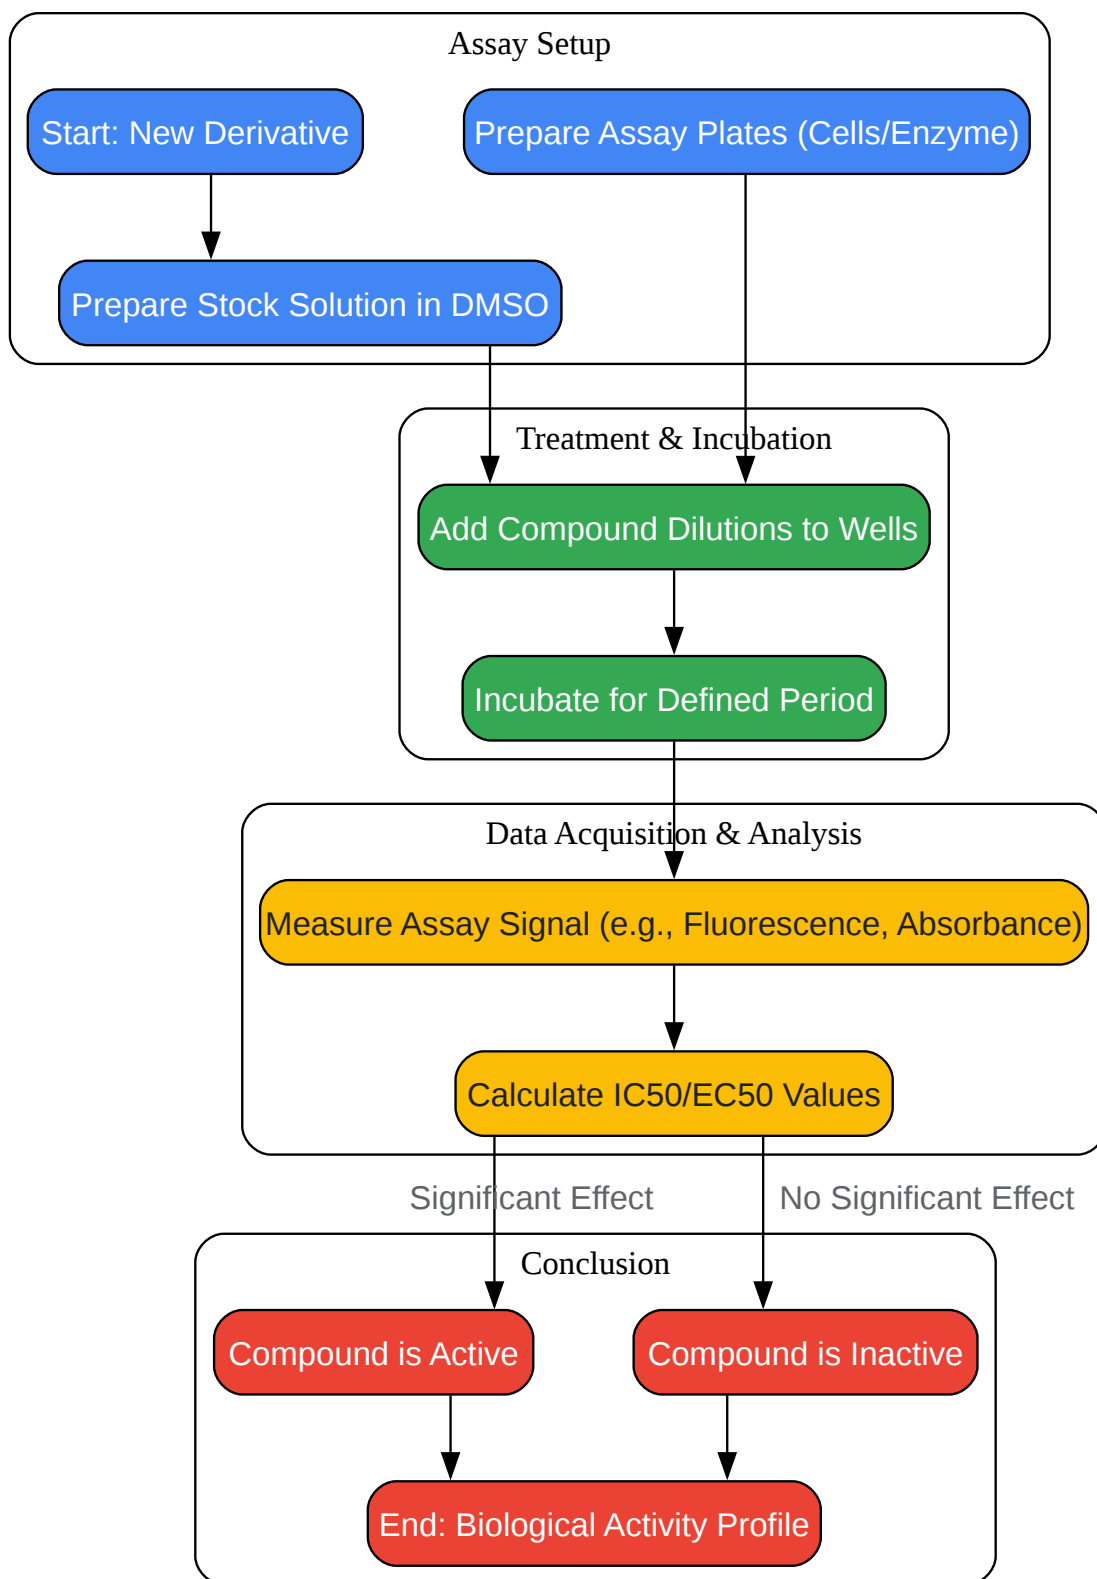 Assay Setup
Start: New Derivative
Prepare Assay Plates (Cells/Enzyme)
Prepare Stock Solution in DMSO
Treatment & Incubation
Add Compound Dilutions to Wells
Incubate for Defined Period
Data Acquisition & Analysis
Measure Assay Signal (e.g., Fluorescence, Absorbance)
Calculate IC50/EC50 Values
Significant Effect
No Significant Effect
Conclusion
Compound is Active
Compound is Inactive
End: Biological Activity Profile